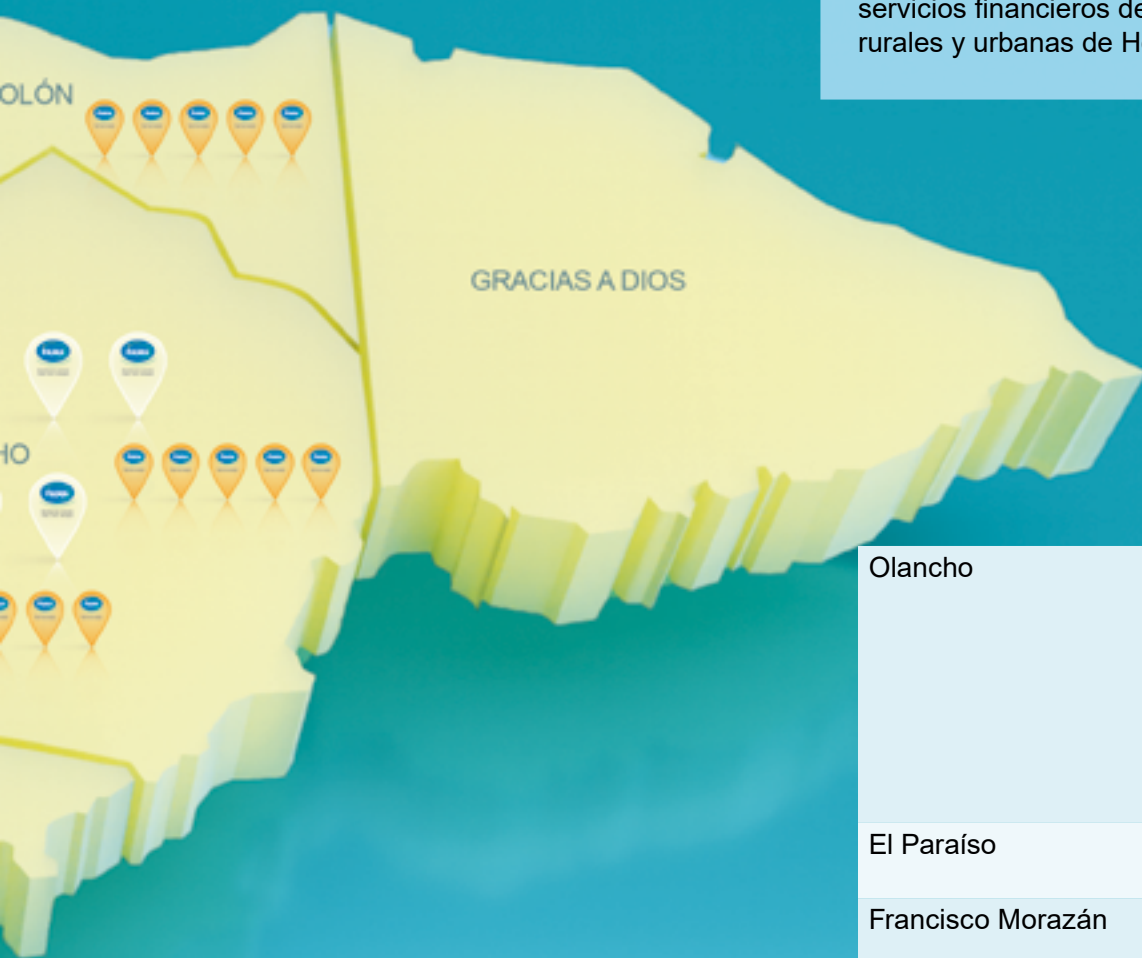 servicios financieros de
rurales y urbanas de H
OLÓN
GRACIAS A DIOS
HO
Olancho
El Paraíso
Francisco Morazán